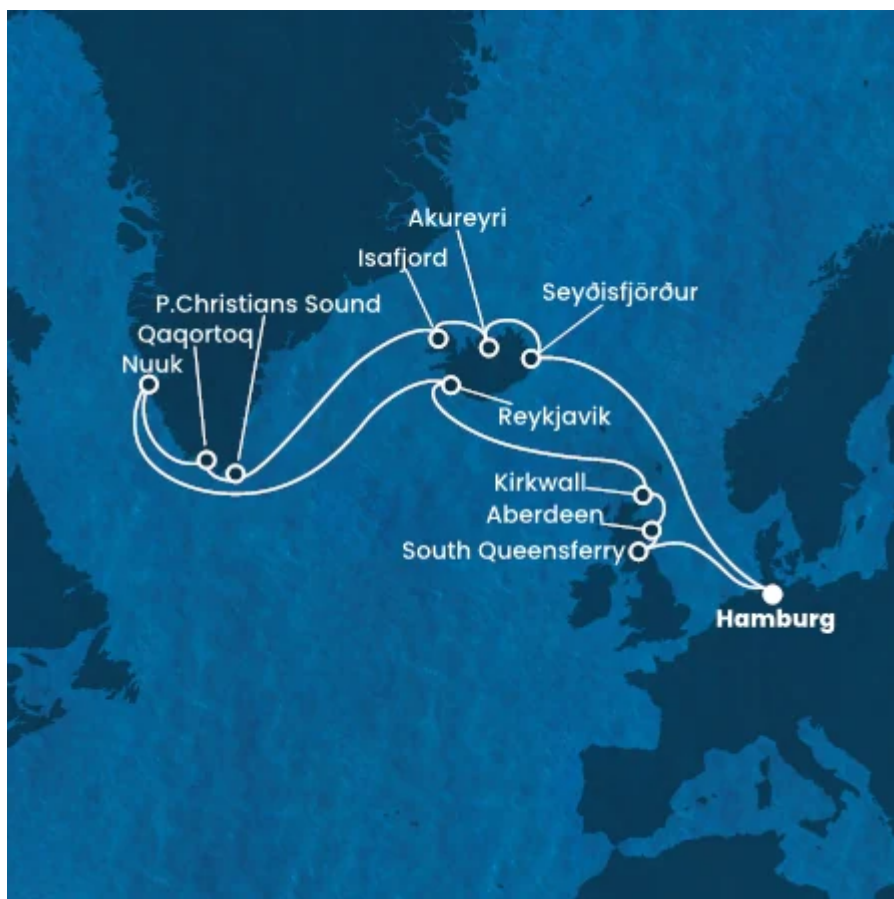 Akureyri
Isafjord
Seyðisfjörður
P.Christians Sound
Qaqortoq
Nuuk
Reykjavik
Kirkwall
Aberdeen
South Queensferry
Hamburg